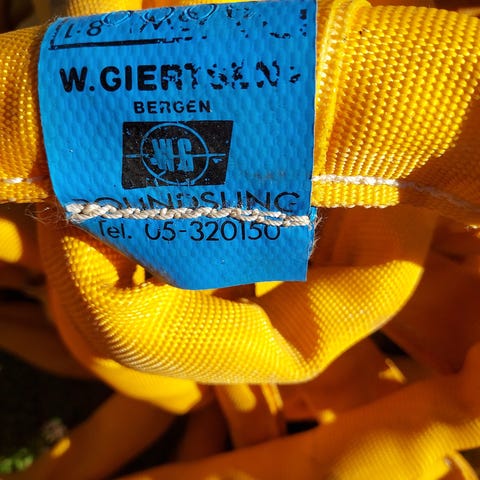 W.GIERTSEN
BERGEN
W.G
ROUNDSLING
Tel. 05-320150